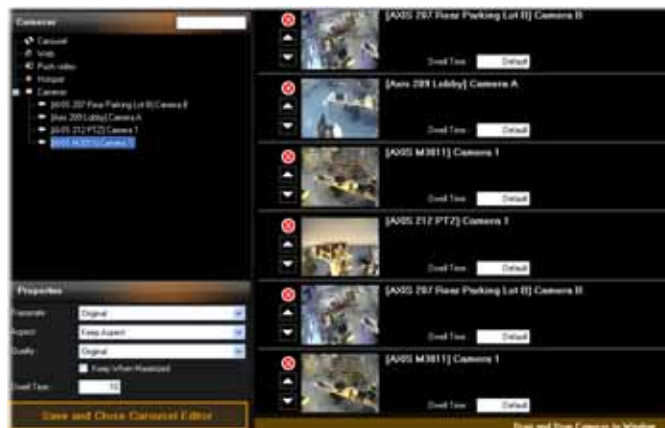 Cameras
Carousel
Web
Push video
Hotspot
Cameras
[AXIS 207 Rear Parking Lot B] Camera B
[Axis 209 Lobby] Camera A
[AXIS 212 PTZ] Camera 1
[AXIS M3011] Camera 1
Properties
Original
Aspect:
Keep Aspect
Quality:
Original
Keep When Maximized
Dwell Time:
10
Save and Close Carousel Editor
[AXIS 207 Rear Parking Lot B] Camera B
Dwell Time: Default
[Axis 209 Lobby] Camera A
Dwell Time: Default
[AXIS M3011] Camera 1
Dwell Time: Default
[AXIS 212 PTZ] Camera 1
Dwell Time: Default
[AXIS 207 Rear Parking Lot B] Camera B
Dwell Time: Default
[AXIS M3011] Camera 1
Dwell Time: Default
Drag and Drop Cameras to Window